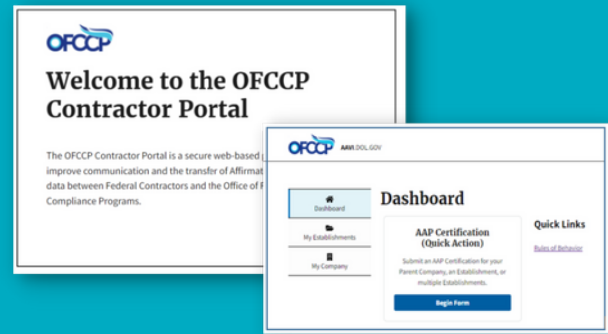 OFCCP
Welcome to the OFCCP
Contractor Portal
The OFCCP Contractor Portal is a secure web-based
improve communication and the transfer of Affirmat
data between Federal Contractors and the Office of F
Compliance Programs.
OFCCP AAVI.DOL.GOV
Dashboard
My Establishments
My Company
Dashboard
AAP Certification
(Quick Action)
Submit an AAP Certification for your
Parent Company, an Establishment, or
multiple Establishments.
Begin Form
Quick Links
Rules of Behavior